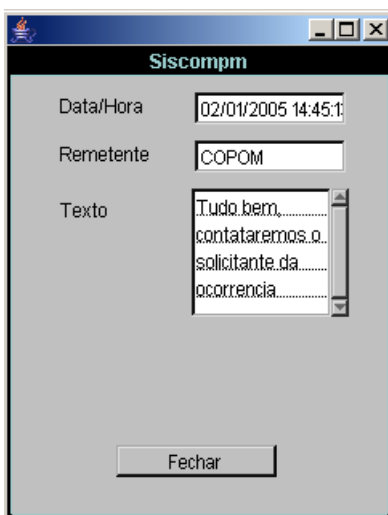 Siscompm
Data/Hora 02/01/2005 14:45:1
Remetente COPOM
Texto Tudo bem,
contataremos o
solicitante da
ocorrencia
Fechar